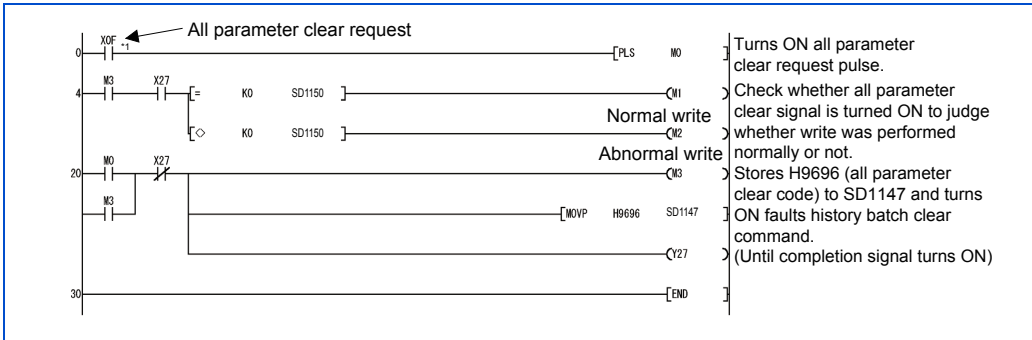 All parameter clear request
X0F *1
0 [PLS M0 ] Turns ON all parameter
clear request pulse.
M3 X27
4 [= K0 SD1150 ] (M1 ) Check whether all parameter
clear signal is turned ON to judge
Normal write
[<> K0 SD1150 ] (M2 ) whether write was performed
Abnormal write normally or not.
M0 X27
20 (M3 ) Stores H9696 (all parameter
clear code) to SD1147 and turns
M3
[MOVP H9696 SD1147 ] ON faults history batch clear
command.
(Y27 ) (Until completion signal turns ON)
30 [END ]